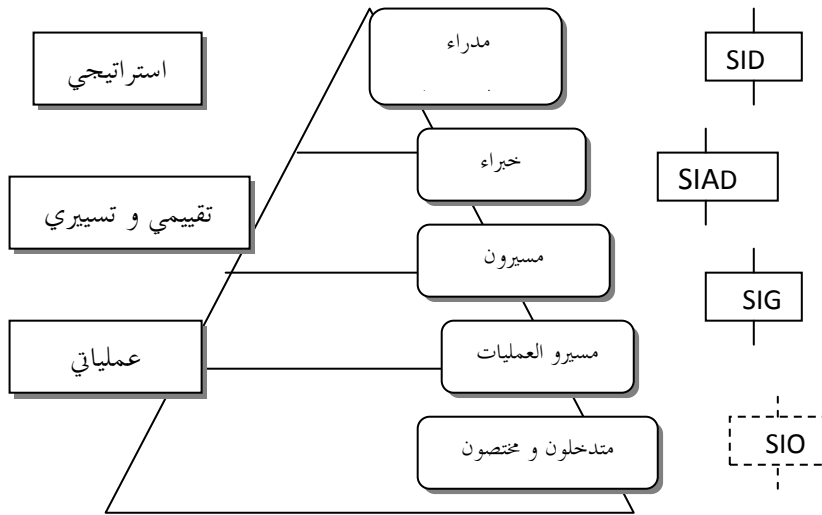 مدراء
SID
استراتيجي
خبراء
SIAD
تقييمي و تسييري
مسيرون
SIG
عملياتي
مسيرو العمليات
متدخلون و مختصون
SIO